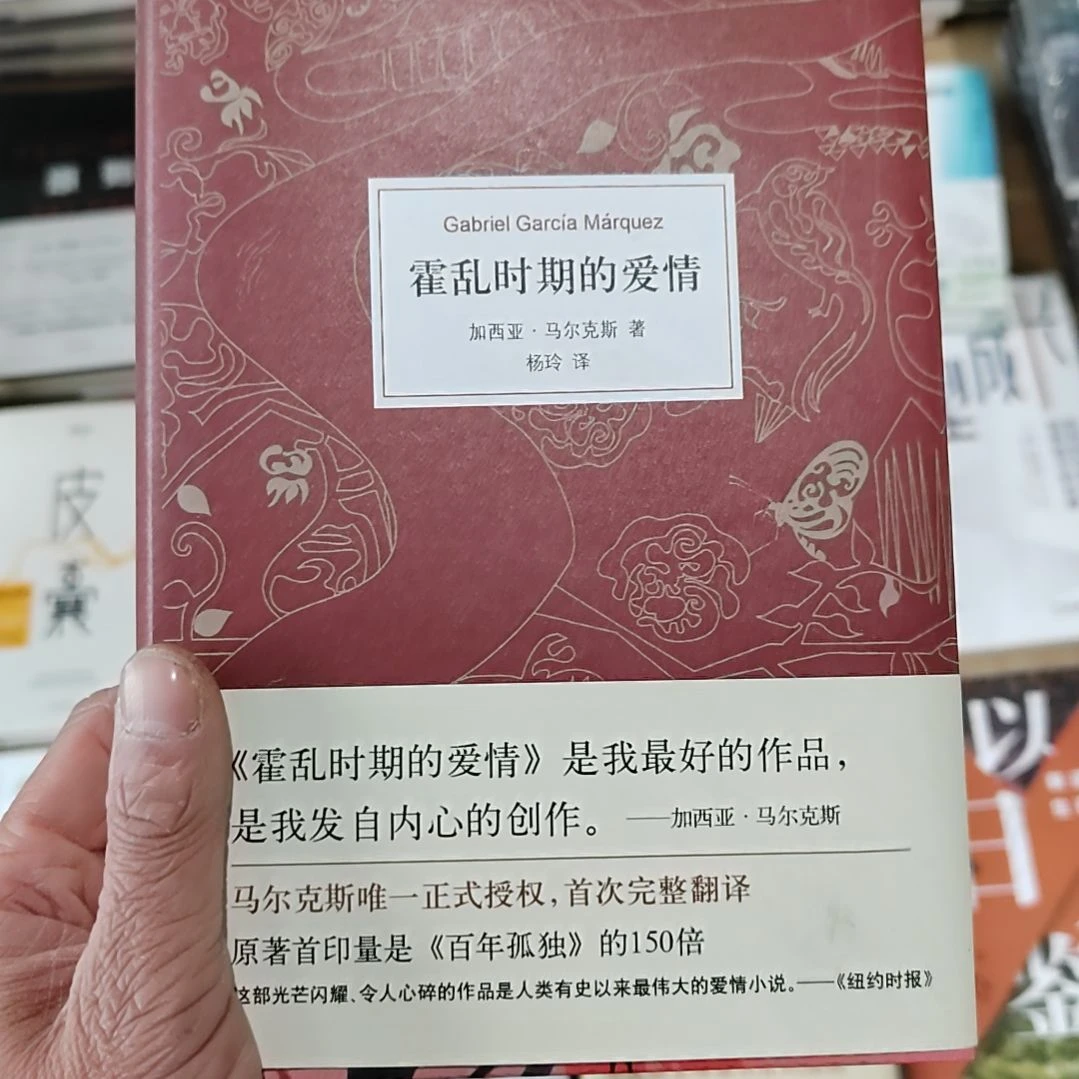 Gabriel García Márquez
霍乱时期的爱情
加西亚·马尔克斯 著
杨玲 译
《霍乱时期的爱情》是我最好的作品，
是我发自内心的创作。 ——加西亚·马尔克斯
马尔克斯唯一正式授权，首次完整翻译
原著首印量是《百年孤独》的150倍
这部光芒闪耀、令人心碎的作品是人类有史以来最伟大的爱情小说。——《纽约时报》
皮囊
以